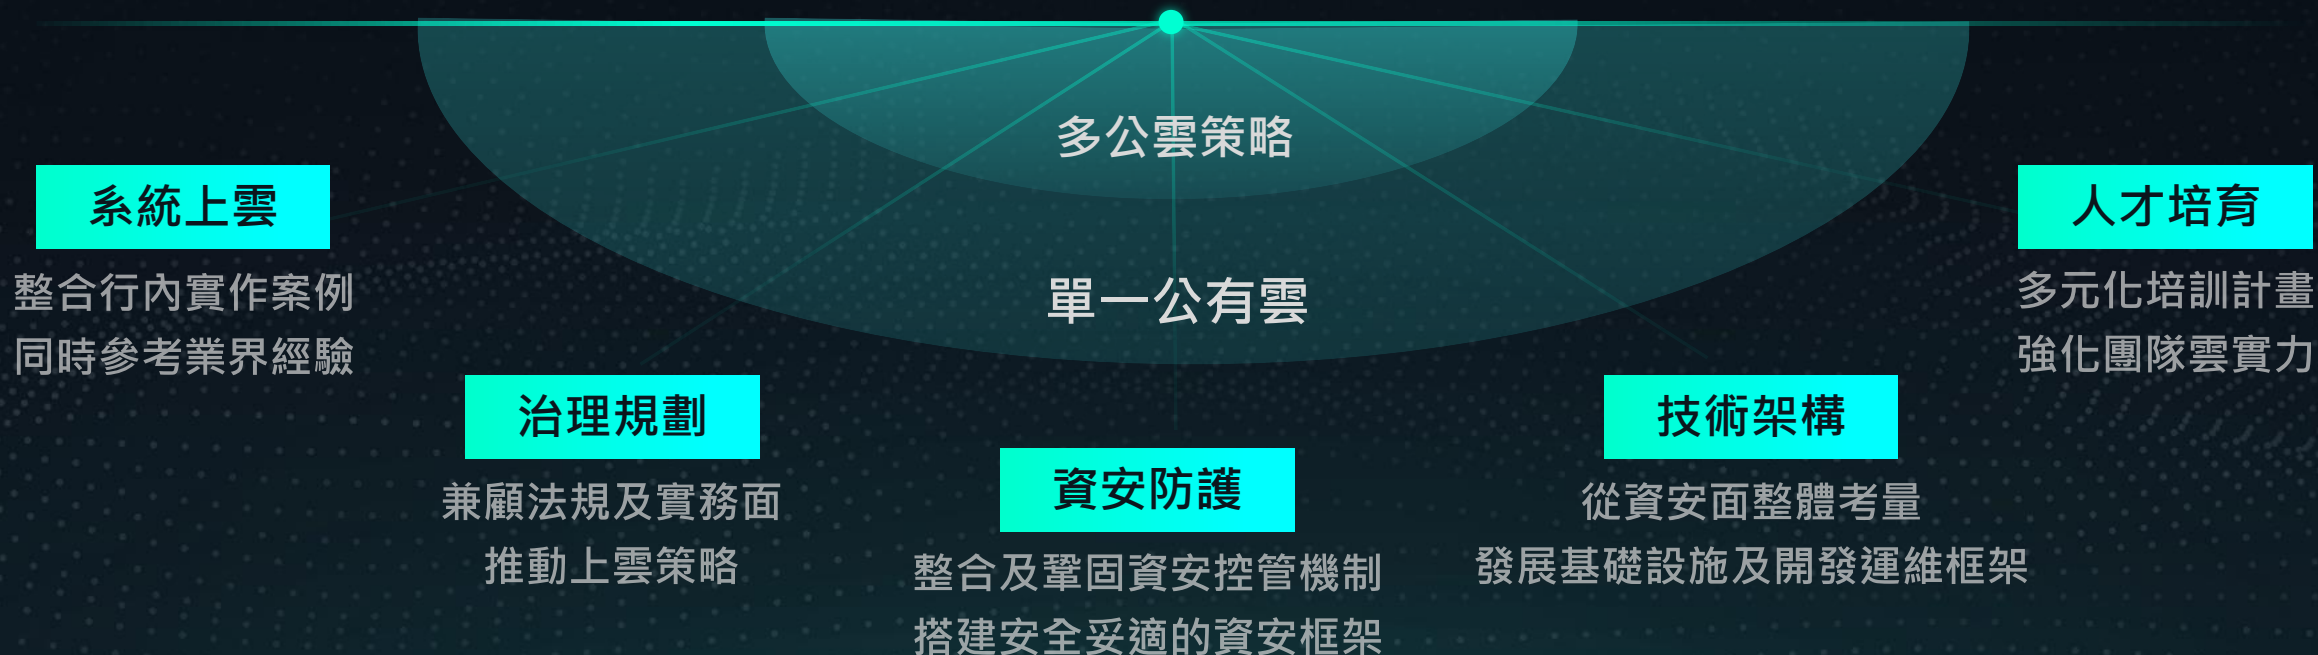 多公雲策略
單一公有雲
系統上雲
整合行內實作案例
同時參考業界經驗
治理規劃
兼顧法規及實務面
推動上雲策略
資安防護
整合及鞏固資安控管機制
搭建安全妥適的資安框架
技術架構
從資安面整體考量
發展基礎設施及開發運維框架
人才培育
多元化培訓計畫
強化團隊雲實力